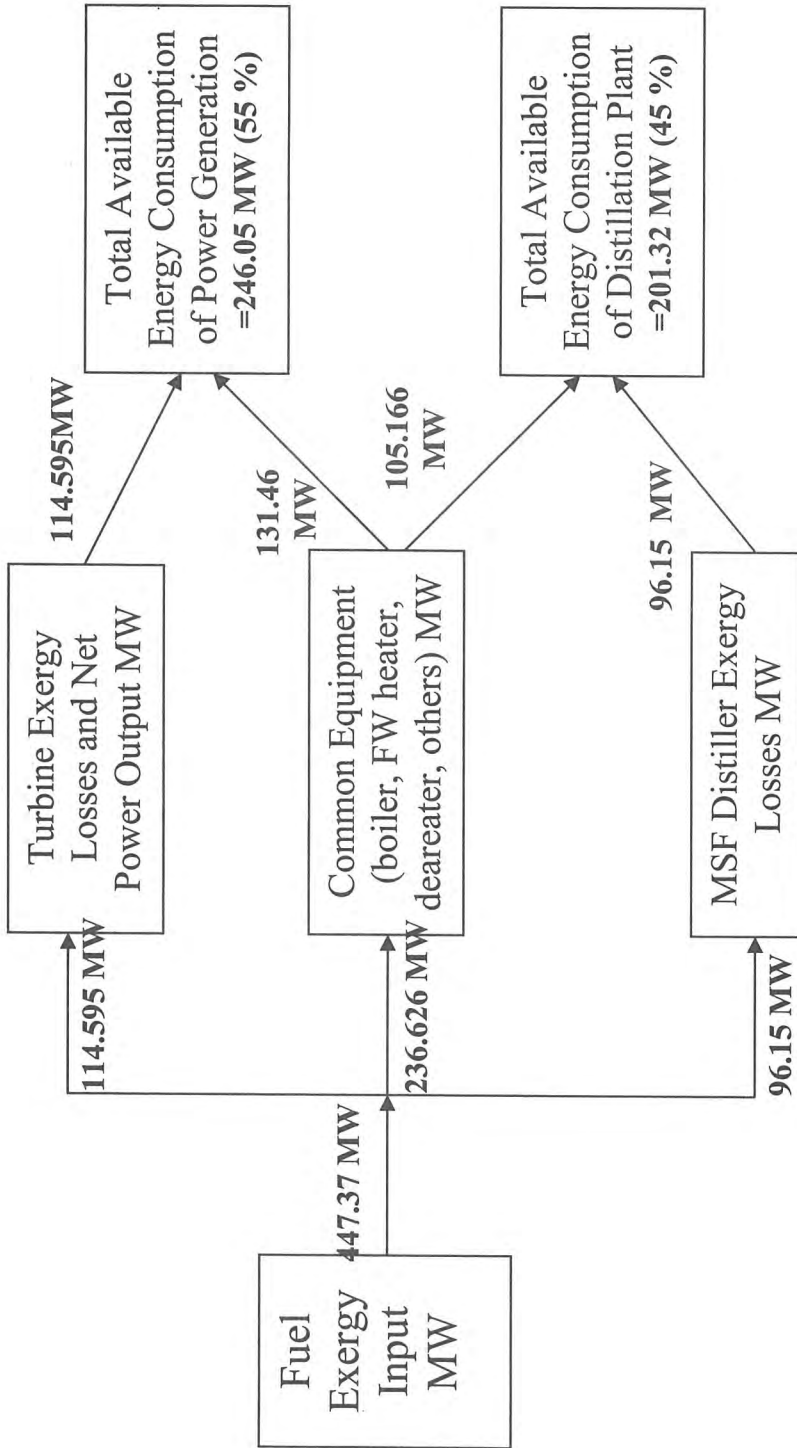 Fuel
Exergy
Input
MW
447.37 MW
114.595 MW
236.626 MW
96.15 MW
Turbine Exergy
Losses and Net
Power Output MW
Common Equipment
(boiler, FW heater,
deareater, others) MW
MSF Distiller Exergy
Losses MW
114.595MW
131.46
MW
105.166
MW
96.15 MW
Total Available
Energy Consumption
of Power Generation
=246.05 MW (55 %)
Total Available
Energy Consumption
of Distillation Plant
=201.32 MW (45 %)